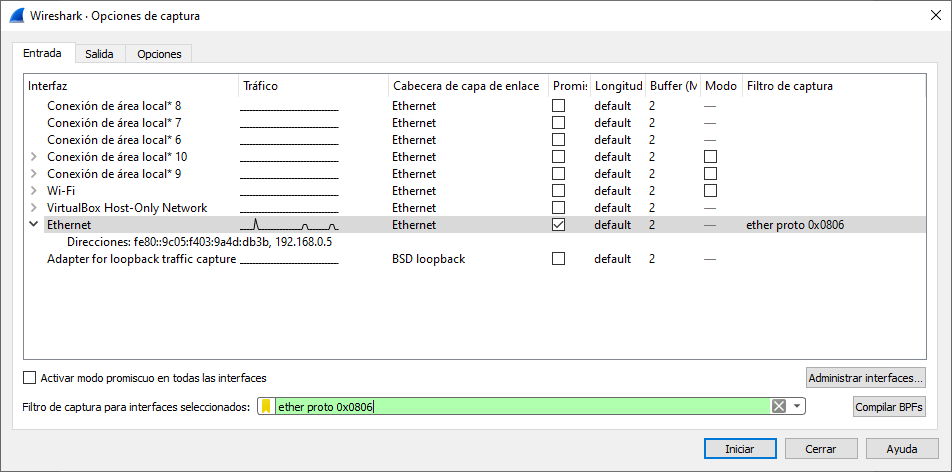 Wireshark · Opciones de captura
Entrada Salida Opciones
Interfaz Tráfico Cabecera de capa de enlace Promis Longitud Buffer (M Modo Filtro de captura
Conexión de área local* 8 Ethernet default 2 —
Conexión de área local* 7 Ethernet default 2 —
Conexión de área local* 6 Ethernet default 2 —
Conexión de área local* 10 Ethernet default 2
Conexión de área local* 9 Ethernet default 2
Wi-Fi Ethernet default 2
VirtualBox Host-Only Network Ethernet default 2 —
Ethernet Ethernet default 2 — ether proto 0x0806
Direcciones: fe80::9c05:f403:9a4d:db3b, 192.168.0.5
Adapter for loopback traffic capture BSD loopback default 2 —
Activar modo promiscuo en todas las interfaces Administrar interfaces...
Filtro de captura para interfaces seleccionados: ether proto 0x0806 Compilar BPFs
Iniciar Cerrar Ayuda